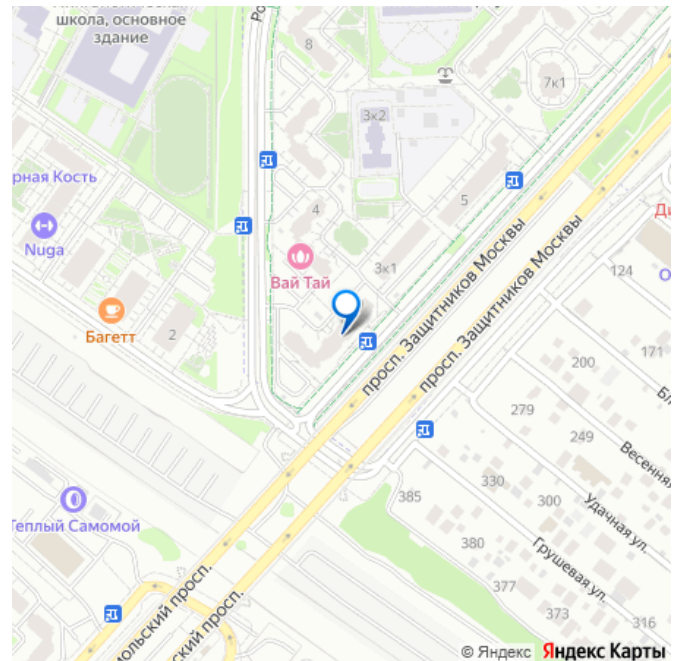 школа, основное
здание
8
7к1
3к2
рная Кость
5
4
Nuga
Вай Тай
3к1
124
Багетт
2
просп. Защитников Москвы
просп. Защитников Москвы
200
171
279
249
Весенняя
330
300
Удачная ул.
385
Теплый Самомой
380
Грушевая ул.
377
373
316
мольский просп.
ский просп.
© Яндекс Яндекс Карты